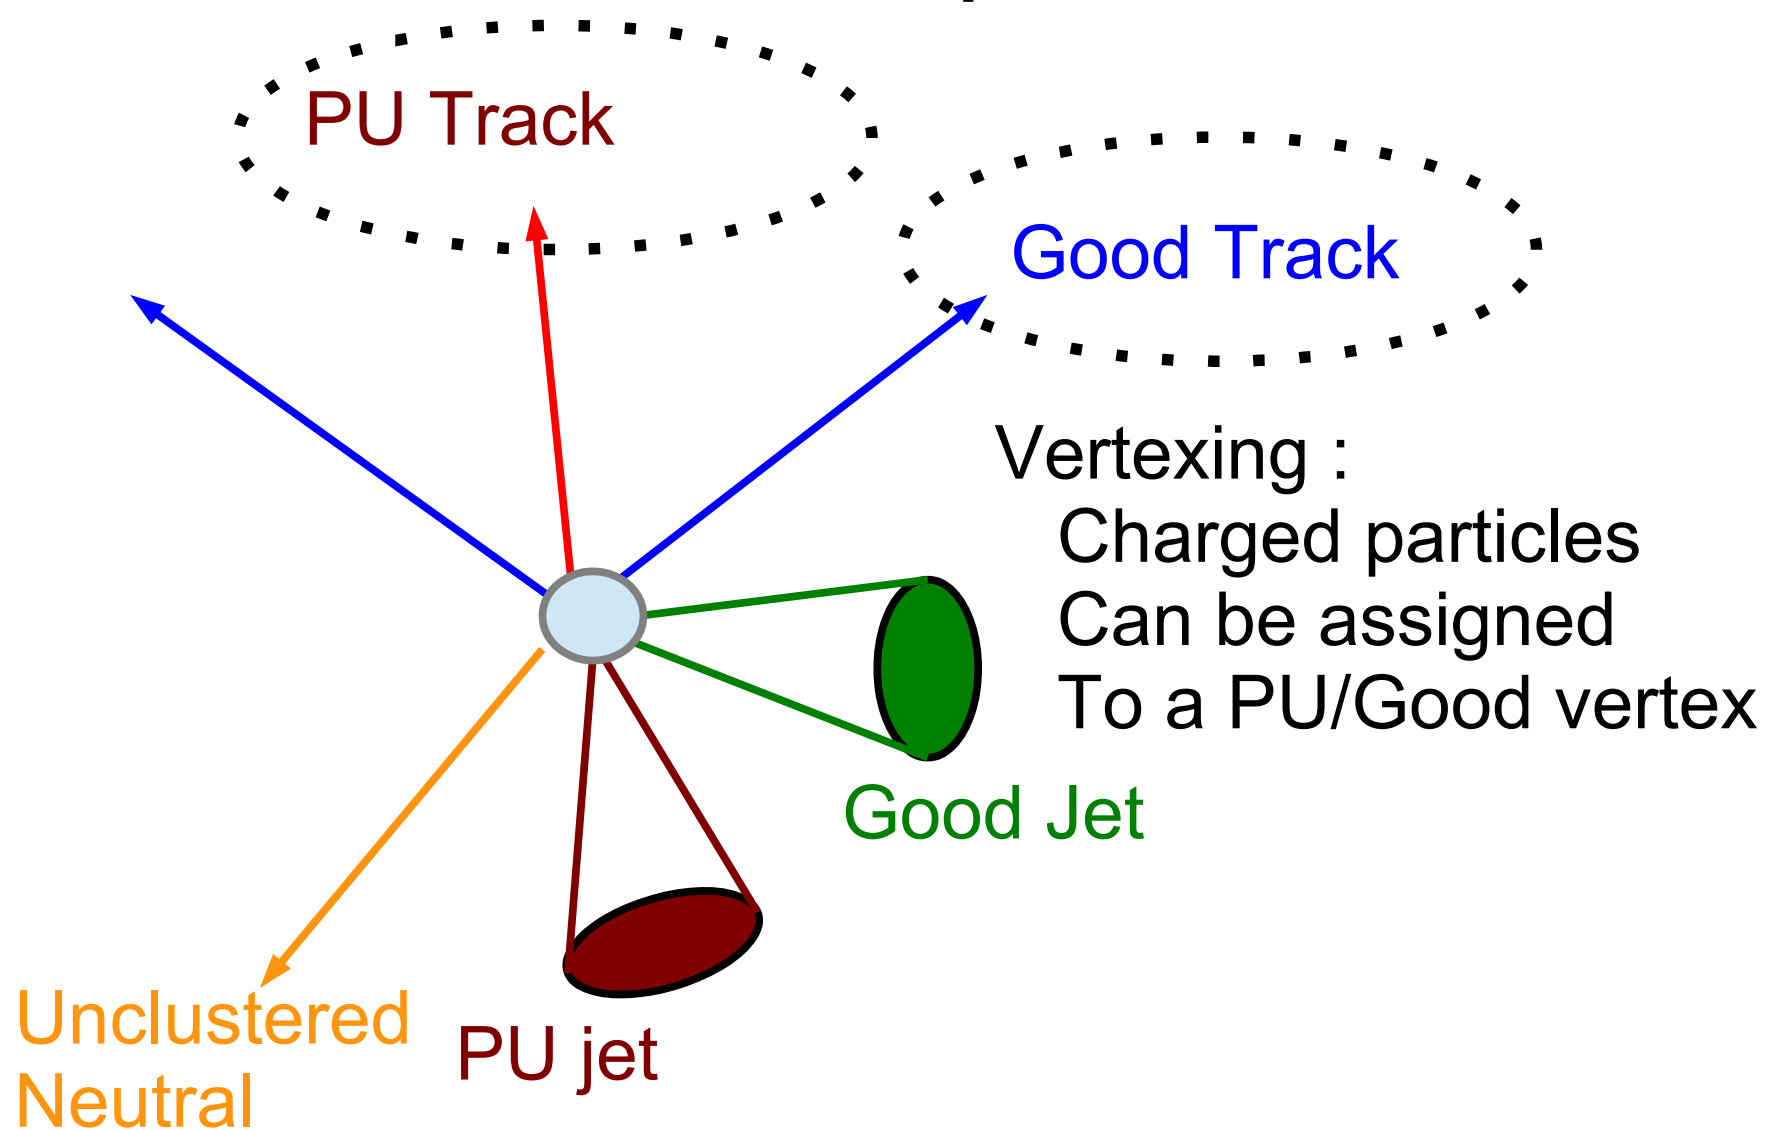 PU Track
Good Track
Vertexing :
Charged particles
Can be assigned
To a PU/Good vertex
Good Jet
Unclustered
Neutral
PU jet